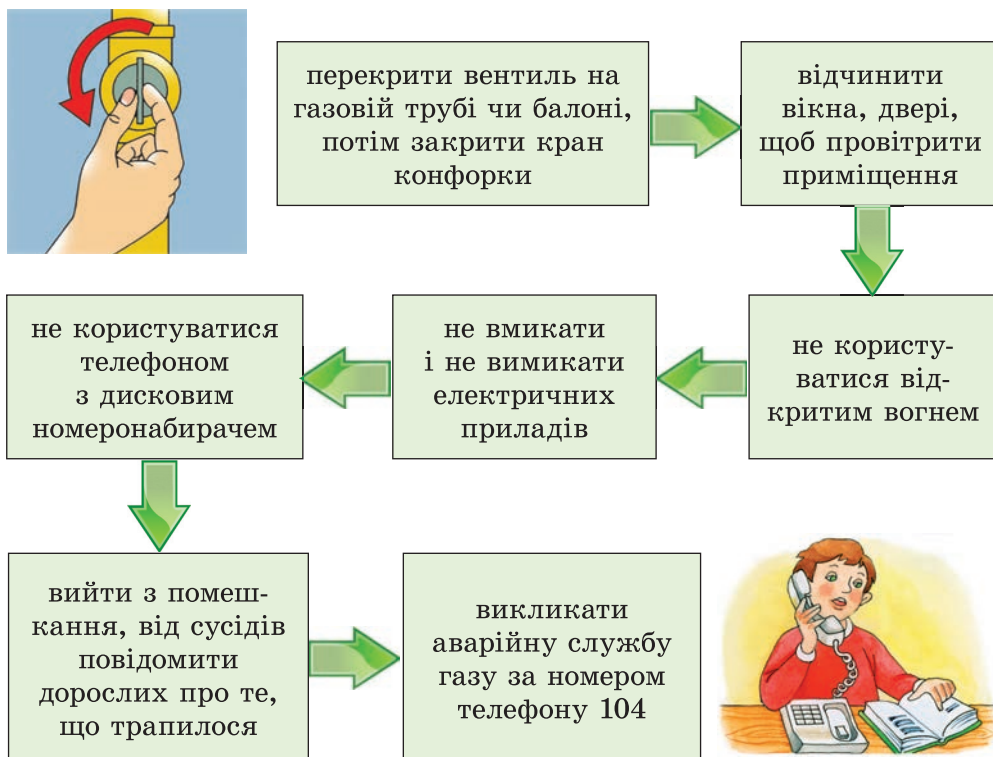 перекрити вентиль на
газовій трубі чи балоні,
потім закрити кран
конфорки
відчинити
вікна, двері,
щоб провітрити
приміщення
не користу-
ватися від-
критим вогнем
не вмикати
і не вимикати
електричних
приладів
не користуватися
телефоном
з дисковим
номеронабирачем
вийти з помеш-
кання, від сусідів
повідомити
дорослих про те,
що трапилося
викликати
аварійну службу
газу за номером
телефону 104